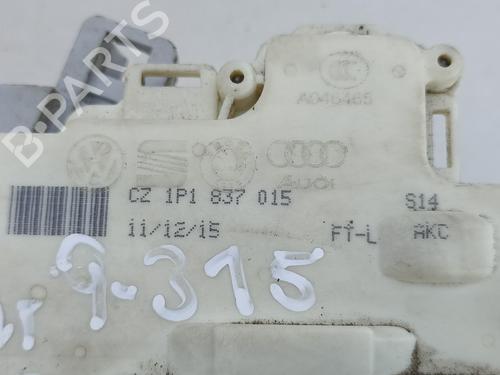 B-PARTS
A046465
AUDI
CZ 1P1 837 015 S14
11/12/15 FT-L AKC
9-315